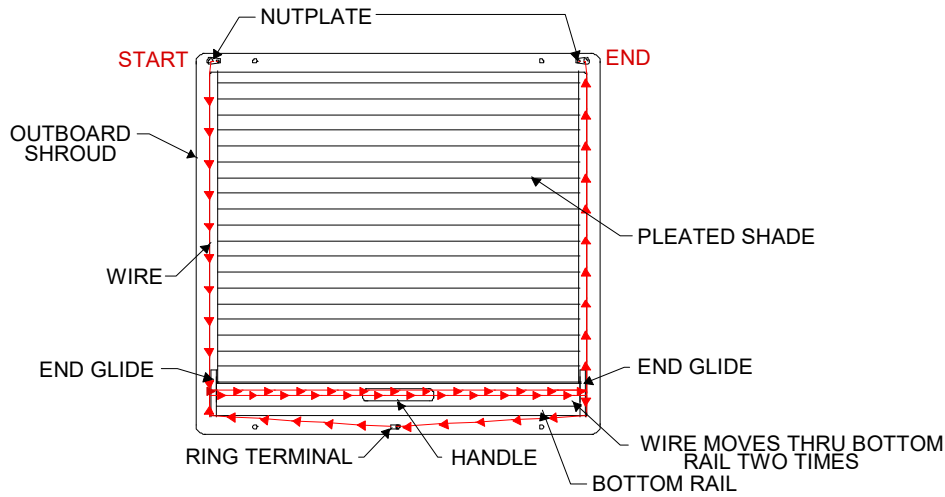 NUTPLATE
START
END
OUTBOARD
SHROUD
PLEATED SHADE
WIRE
END GLIDE
END GLIDE
WIRE MOVES THRU BOTTOM
RAIL TWO TIMES
RING TERMINAL
HANDLE
BOTTOM RAIL